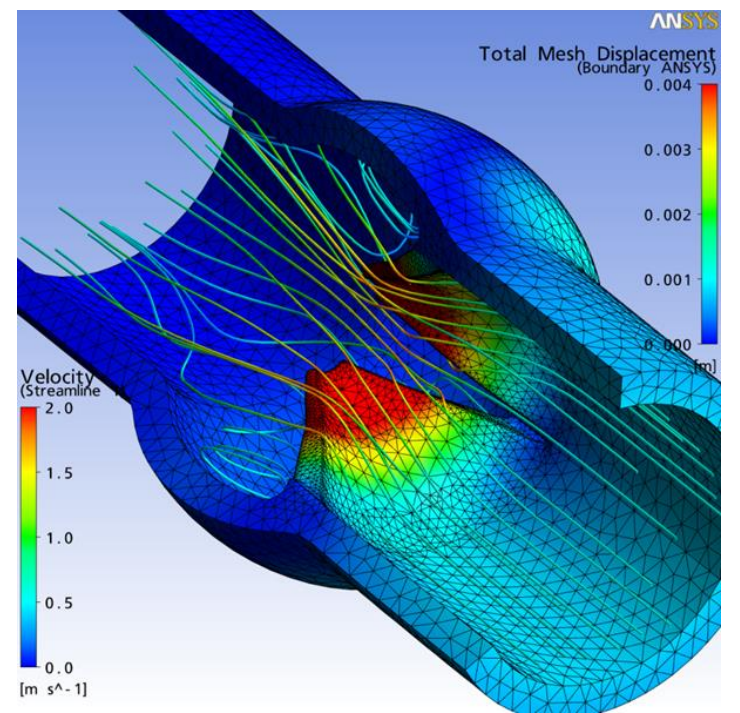 ANSYS
Total Mesh Displacement
(Boundary ANSYS)
0.004
0.003
0.002
0.001
0.000
[m]
Velocity
(Streamline
2.0
1.5
1.0
0.5
0.0
[m s^-1]